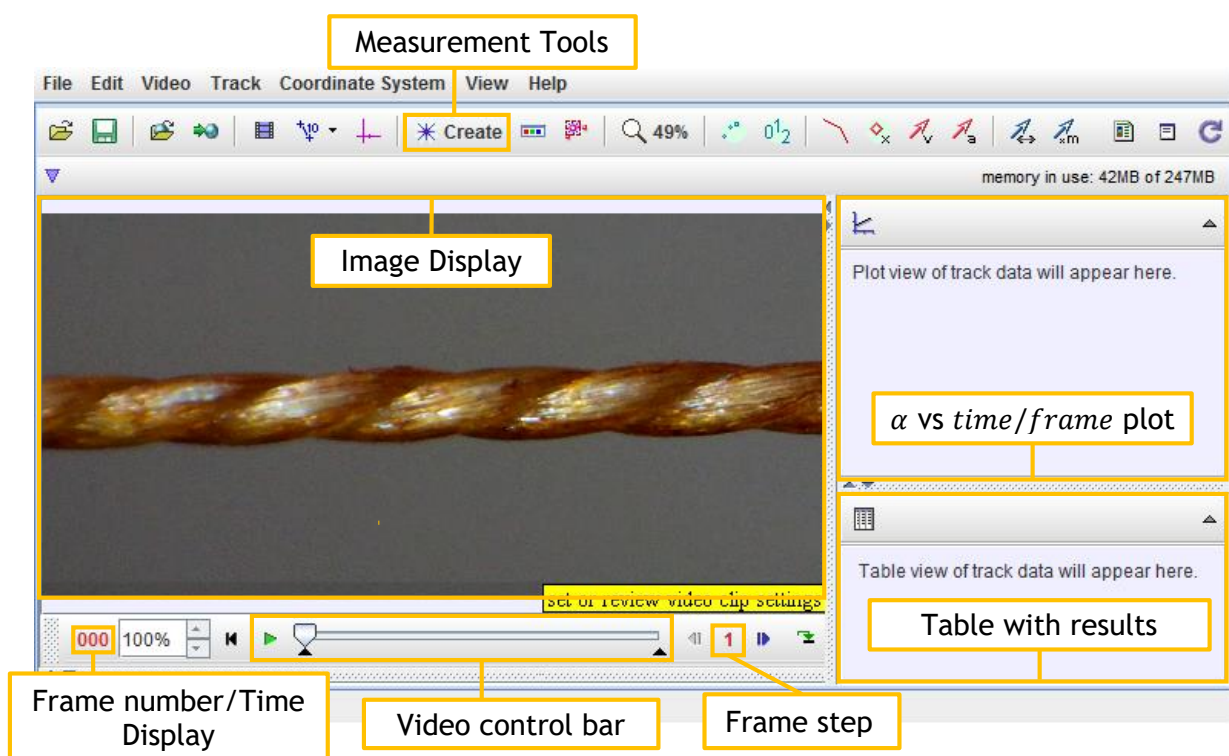 Measurement Tools
File Edit Video Track Coordinate System View Help
Create 49% 0¹2 x v a xm C
memory in use: 42MB of 247MB
Image Display
Plot view of track data will appear here.
α vs time/frame plot
Table view of track data will appear here.
set or review video clip settings
Table with results
000 100% 1
Frame number/Time
Display
Video control bar
Frame step